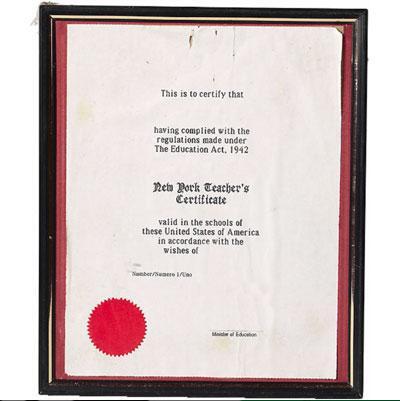 This is to certify that
having complied with the
regulations made under
The Education Act, 1942
New York Teacher's
Certificate
valid in the schools of
these United States of America
in accordance with the
wishes of
Number/Numero 1/Uno
Minister of Education